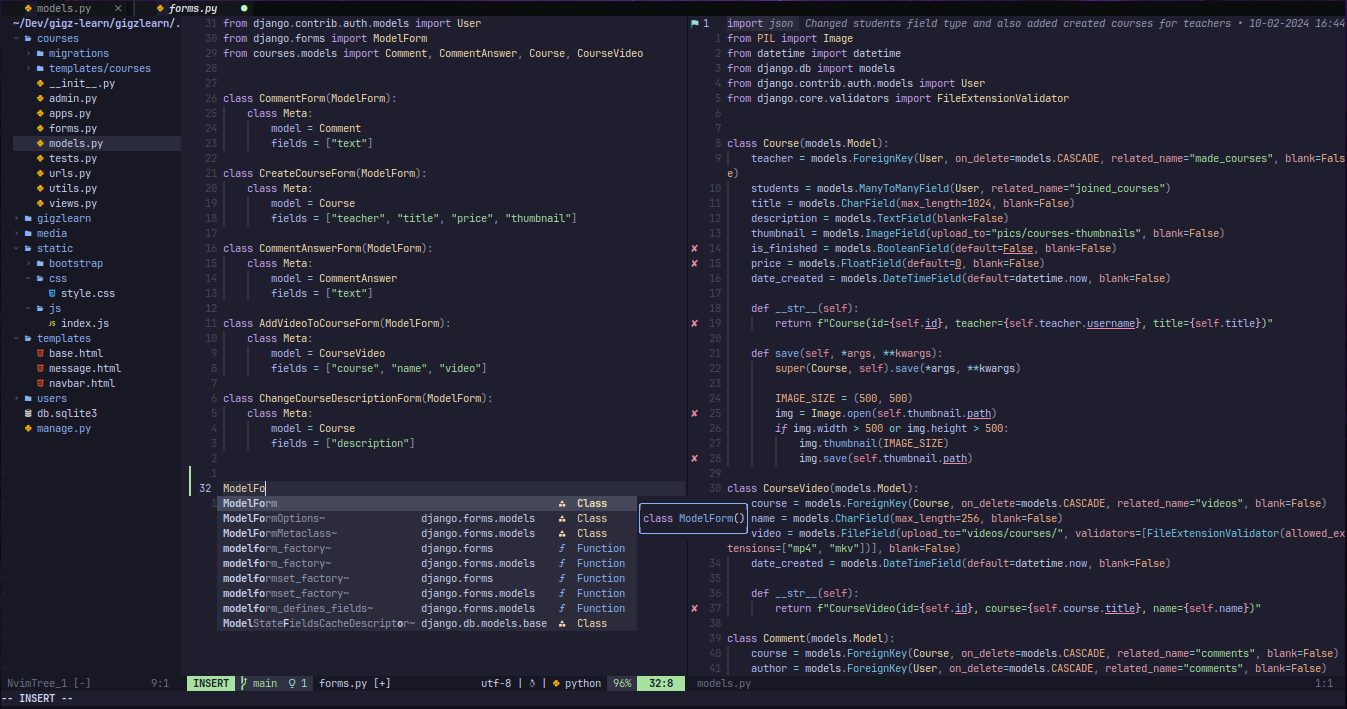 models.py ✕ forms.py ●
~/Dev/gigz-learn/gigzlearn/.
courses
migrations
templates/courses
__init__.py
admin.py
apps.py
forms.py
models.py
tests.py
urls.py
utils.py
views.py
gigzlearn
media
static
bootstrap
css
style.css
js
JS index.js
templates
base.html
message.html
navbar.html
users
db.sqlite3
manage.py
NvimTree_1 [-] 9:1
31 from django.contrib.auth.models import User
30 from django.forms import ModelForm
29 from courses.models import Comment, CommentAnswer, Course, CourseVideo
28
27
26 class CommentForm(ModelForm):
25 class Meta:
24 model = Comment
23 fields = ["text"]
22
21 class CreateCourseForm(ModelForm):
20 class Meta:
19 model = Course
18 fields = ["teacher", "title", "price", "thumbnail"]
17
16 class CommentAnswerForm(ModelForm):
15 class Meta:
14 model = CommentAnswer
13 fields = ["text"]
12
11 class AddVideoToCourseForm(ModelForm):
10 class Meta:
9 model = CourseVideo
8 fields = ["course", "name", "video"]
7
6 class ChangeCourseDescriptionForm(ModelForm):
5 class Meta:
4 model = Course
3 fields = ["description"]
2
1
32 ModelFo
1
ModelForm Class
ModelFormOptions~ django.forms.models Class
ModelFormMetaclass~ django.forms.models Class
modelform_factory~ django.forms ƒ Function
modelform_factory~ django.forms.models ƒ Function
modelformset_factory~ django.forms ƒ Function
modelformset_factory~ django.forms.models ƒ Function
modelform_defines_fields~ django.forms.models ƒ Function
ModelStateFieldsCacheDescriptor~ django.db.models.base Class
class ModelForm()
INSERT main 1 forms.py [+] utf-8 | | python 96% 32:8
1 import json Changed students field type and also added created courses for teachers • 10-02-2024 16:44
1 from PIL import Image
2 from datetime import datetime
3 from django.db import models
4 from django.contrib.auth.models import User
5 from django.core.validators import FileExtensionValidator
6
7
8 class Course(models.Model):
9 teacher = models.ForeignKey(User, on_delete=models.CASCADE, related_name="made_courses", blank=Fals
e)
10 students = models.ManyToManyField(User, related_name="joined_courses")
11 title = models.CharField(max_length=1024, blank=False)
12 description = models.TextField(blank=False)
13 thumbnail = models.ImageField(upload_to="pics/courses-thumbnails", blank=False)
✘ 14 is_finished = models.BooleanField(default=False, blank=False)
✘ 15 price = models.FloatField(default=0, blank=False)
16 date_created = models.DateTimeField(default=datetime.now, blank=False)
17
18 def __str__(self):
✘ 19 return f"Course(id={self.id}, teacher={self.teacher.username}, title={self.title})"
20
21 def save(self, *args, **kwargs):
22 super(Course, self).save(*args, **kwargs)
23
24 IMAGE_SIZE = (500, 500)
✘ 25 img = Image.open(self.thumbnail.path)
26 if img.width > 500 or img.height > 500:
27 img.thumbnail(IMAGE_SIZE)
✘ 28 img.save(self.thumbnail.path)
29
30 class CourseVideo(models.Model):
course = models.ForeignKey(Course, on_delete=models.CASCADE, related_name="videos", blank=False)
name = models.CharField(max_length=256, blank=False)
video = models.FileField(upload_to="videos/courses/", validators=[FileExtensionValidator(allowed_ex
tensions=["mp4", "mkv"])], blank=False)
34 date_created = models.DateTimeField(default=datetime.now, blank=False)
35
36 def __str__(self):
✘ 37 return f"CourseVideo(id={self.id}, course={self.course.title}, name={self.name})"
38
39 class Comment(models.Model):
40 course = models.ForeignKey(Course, on_delete=models.CASCADE, related_name="comments", blank=False)
41 author = models.ForeignKey(User, on_delete=models.CASCADE, related_name="comments", blank=False)
models.py 1:1
-- INSERT --